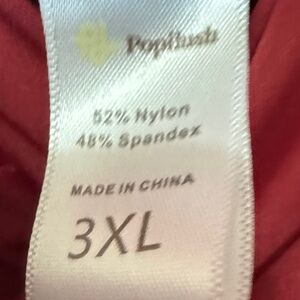 Popilush
52% Nylon
48% Spandex
MADE IN CHINA
3XL